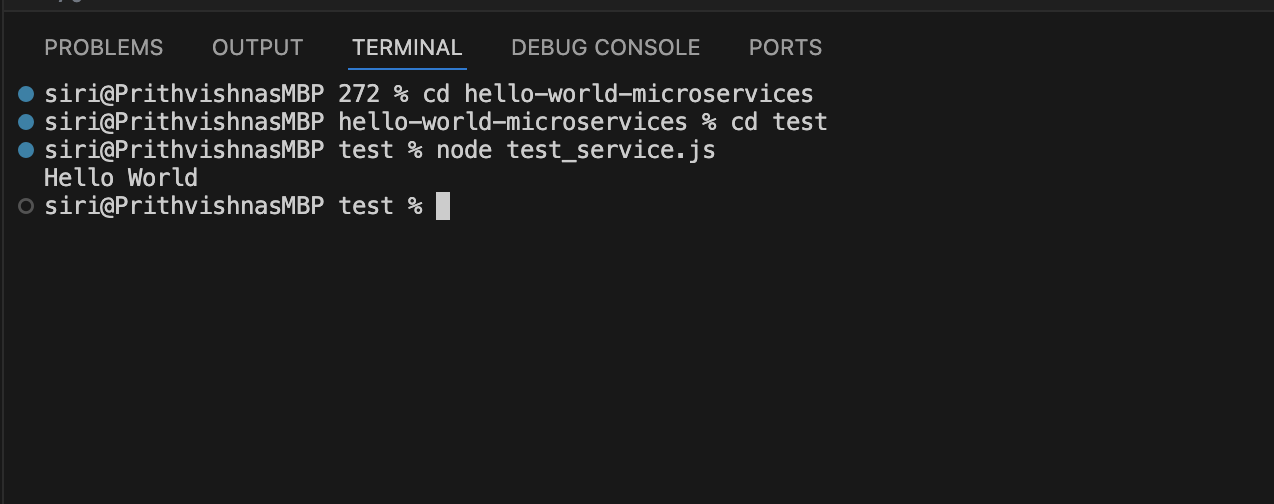 PROBLEMS OUTPUT TERMINAL DEBUG CONSOLE PORTS
siri@PrithvishnasMBP 272 % cd hello-world-microservices
siri@PrithvishnasMBP hello-world-microservices % cd test
siri@PrithvishnasMBP test % node test_service.js
Hello World
siri@PrithvishnasMBP test %